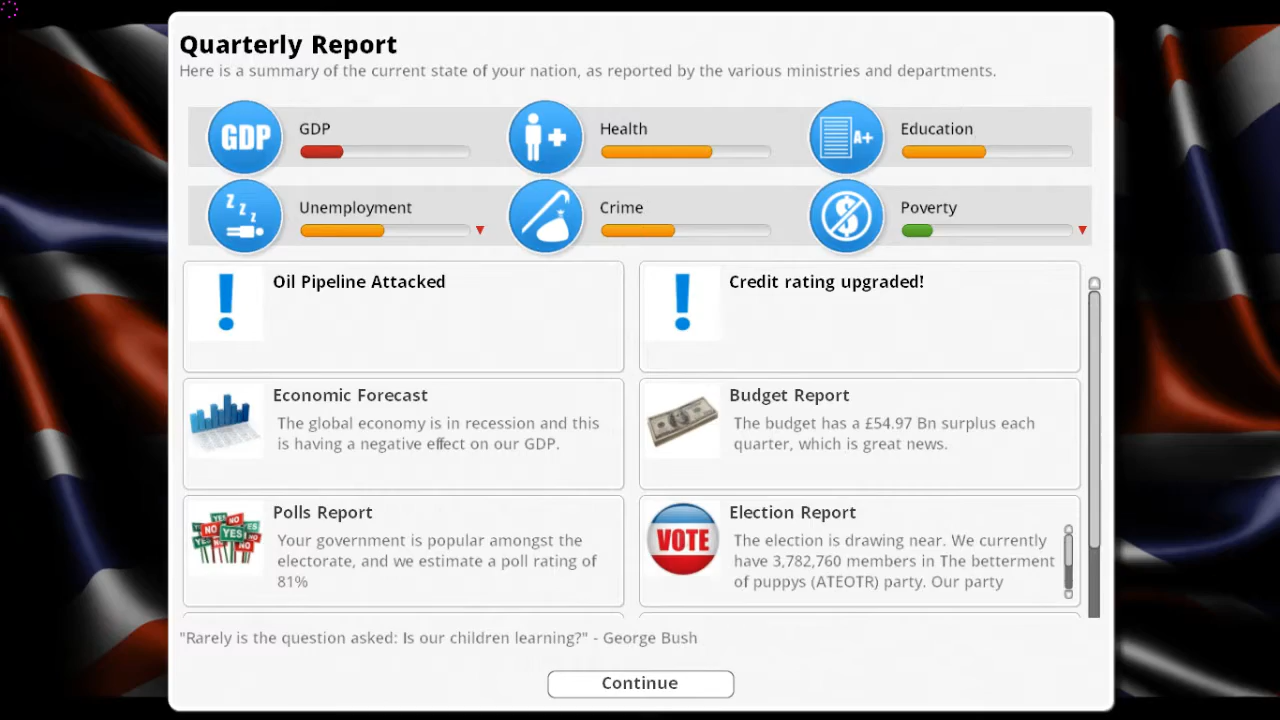 Quarterly Report
Here is a summary of the current state of your nation, as reported by the various ministries and departments.
GDP
GDP
Health
A+
Education
Z Z Z
Unemployment
Crime
$
Poverty
Oil Pipeline Attacked
Credit rating upgraded!
Economic Forecast
The global economy is in recession and this
is having a negative effect on our GDP.
Budget Report
The budget has a £54.97 Bn surplus each
quarter, which is great news.
YES NO YES NO YES NO
Polls Report
Your government is popular amongst the
electorate, and we estimate a poll rating of
81%
VOTE
Election Report
The election is drawing near. We currently
have 3,782,760 members in The betterment
of puppys (ATEOTR) party. Our party
"Rarely is the question asked: Is our children learning?" - George Bush
Continue